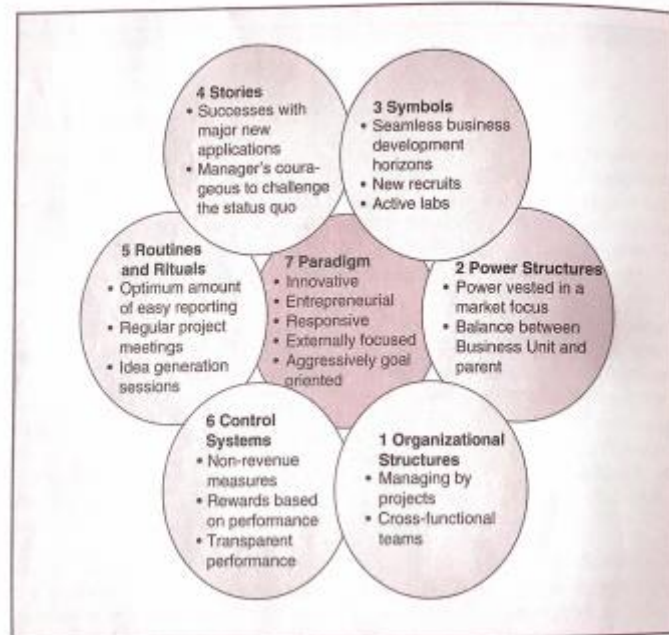 4 Stories
• Successes with
major new
applications
• Manager's coura-
geous to challenge
the status quo
3 Symbols
• Seamless business
development
horizons
• New recruits
• Active labs
5 Routines
and Rituals
• Optimum amount
of easy reporting
• Regular project
meetings
• Idea generation
sessions
7 Paradigm
• Innovative
• Entrepreneurial
• Responsive
• Externally focused
• Aggressively goal
oriented
2 Power Structures
• Power vested in a
market focus
• Balance between
Business Unit and
parent
6 Control
Systems
• Non-revenue
measures
• Rewards based
on performance
• Transparent
performance
1 Organizational
Structures
• Managing by
projects
• Cross-functional
teams